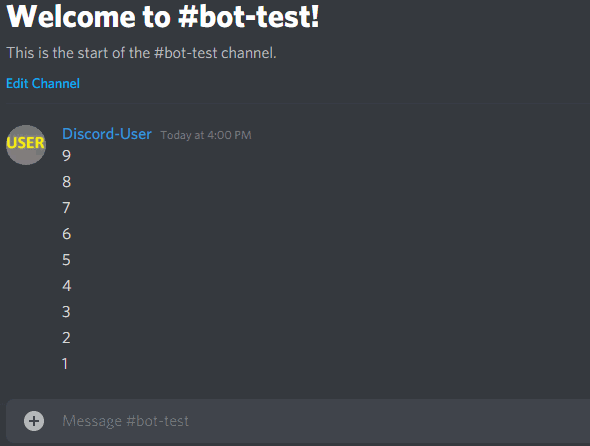 Welcome to #bot-test!
This is the start of the #bot-test channel.
Edit Channel
USER
Discord-User Today at 4:00 PM
9
8
7
6
5
4
3
2
1
Message #bot-test